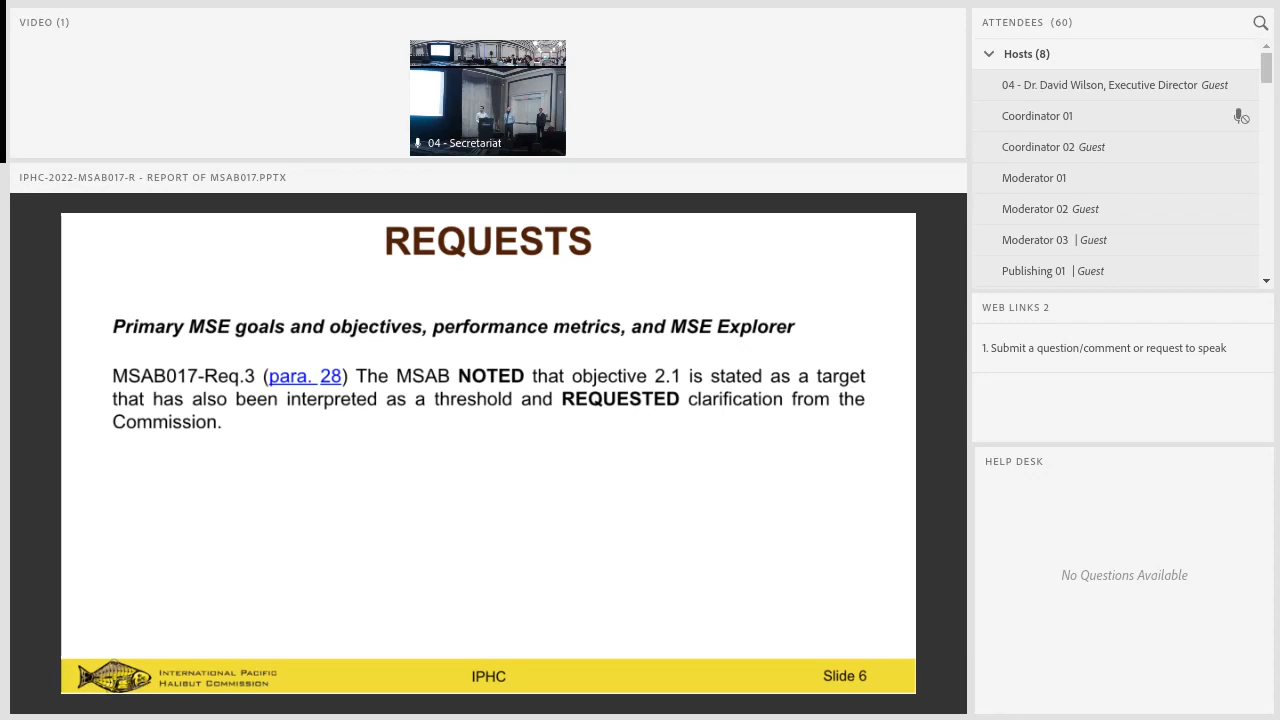 VIDEO (1)
04 - Secretariat
IPHC-2022-MSAB017-R - REPORT OF MSAB017.PPTX
REQUESTS
Primary MSE goals and objectives, performance metrics, and MSE Explorer
MSAB017-Req.3 (para. 28) The MSAB NOTED that objective 2.1 is stated as a target
that has also been interpreted as a threshold and REQUESTED clarification from the
Commission.
INTERNATIONAL PACIFIC
HALIBUT COMMISSION
IPHC
Slide 6
ATTENDEES (60)
Hosts (8)
04 - Dr. David Wilson, Executive Director Guest
Coordinator 01
Coordinator 02 Guest
Moderator 01
Moderator 02 Guest
Moderator 03 | Guest
Publishing 01 | Guest
WEB LINKS 2
1. Submit a question/comment or request to speak
HELP DESK
No Questions Available